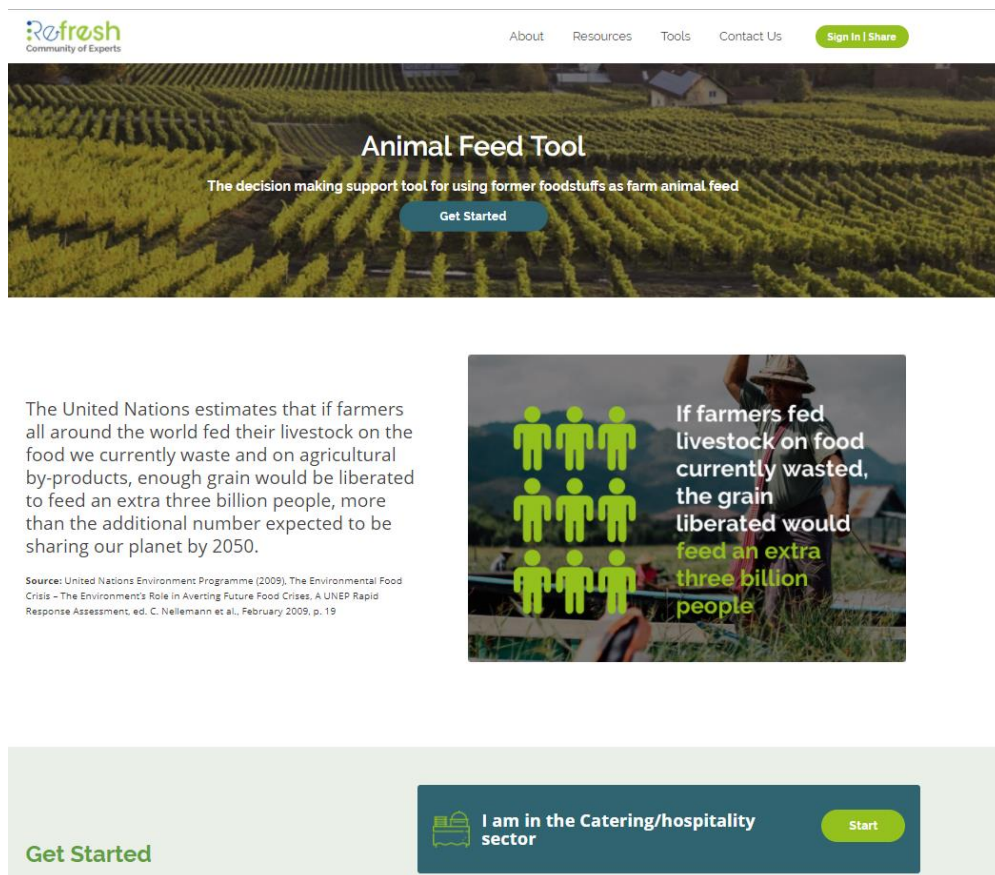 Refresh
Community of Experts
About Resources Tools Contact Us Sign In | Share
Animal Feed Tool
The decision making support tool for using former foodstuffs as farm animal feed
Get Started
The United Nations estimates that if farmers
all around the world fed their livestock on the
food we currently waste and on agricultural
by-products, enough grain would be liberated
to feed an extra three billion people, more
than the additional number expected to be
sharing our planet by 2050.
Source: United Nations Environment Programme (2009), The Environmental Food
Crisis – The Environment's Role in Averting Future Food Crises, A UNEP Rapid
Response Assessment, ed. C. Nellemann et al., February 2009, p. 19
If farmers fed
livestock on food
currently wasted,
the grain
liberated would
feed an extra
three billion
people
Get Started
I am in the Catering/hospitality
sector
Start